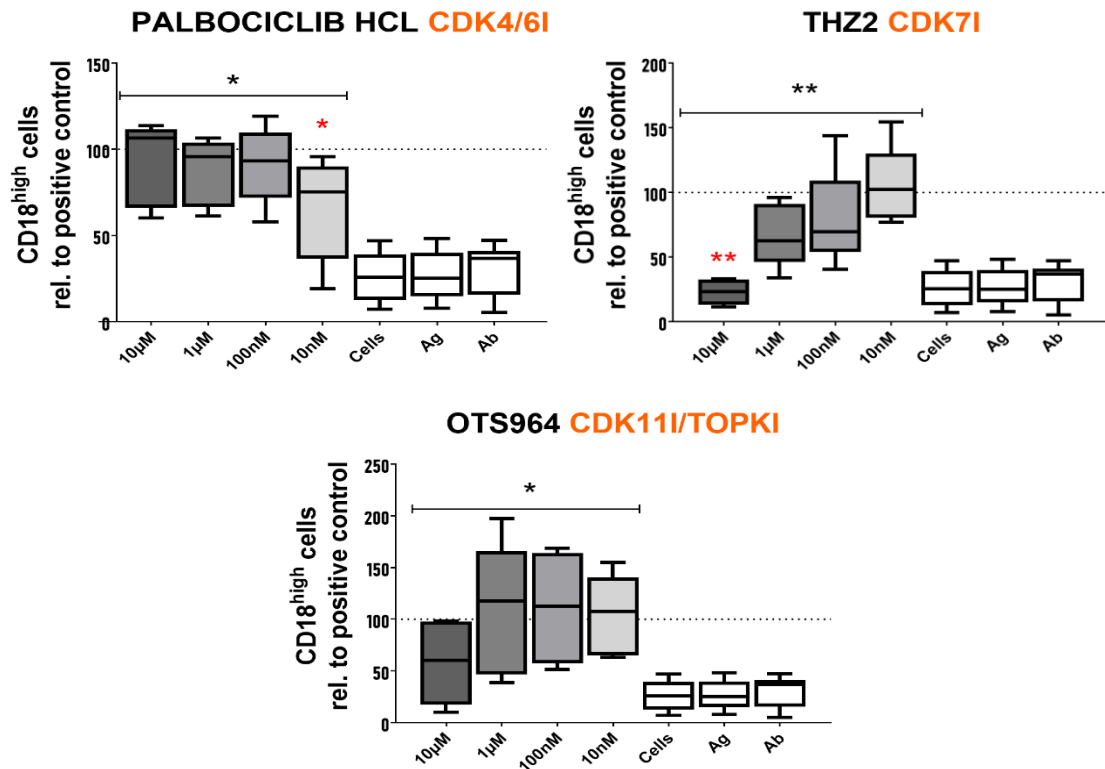 PALBOCICLIB HCL CDK4/6I
CD18high cells
rel. to positive control
150
100
50
0
*
*
10µM
1µM
100nM
10nM
Cells
Ag
Ab
THZ2 CDK7I
CD18high cells
rel. to positive control
200
150
100
50
0
**
**
10µM
1µM
100nM
10nM
Cells
Ag
Ab
OTS964 CDK11I/TOPKI
CD18high cells
rel. to positive control
250
200
150
100
50
0
*
10µM
1µM
100nM
10nM
Cells
Ag
Ab